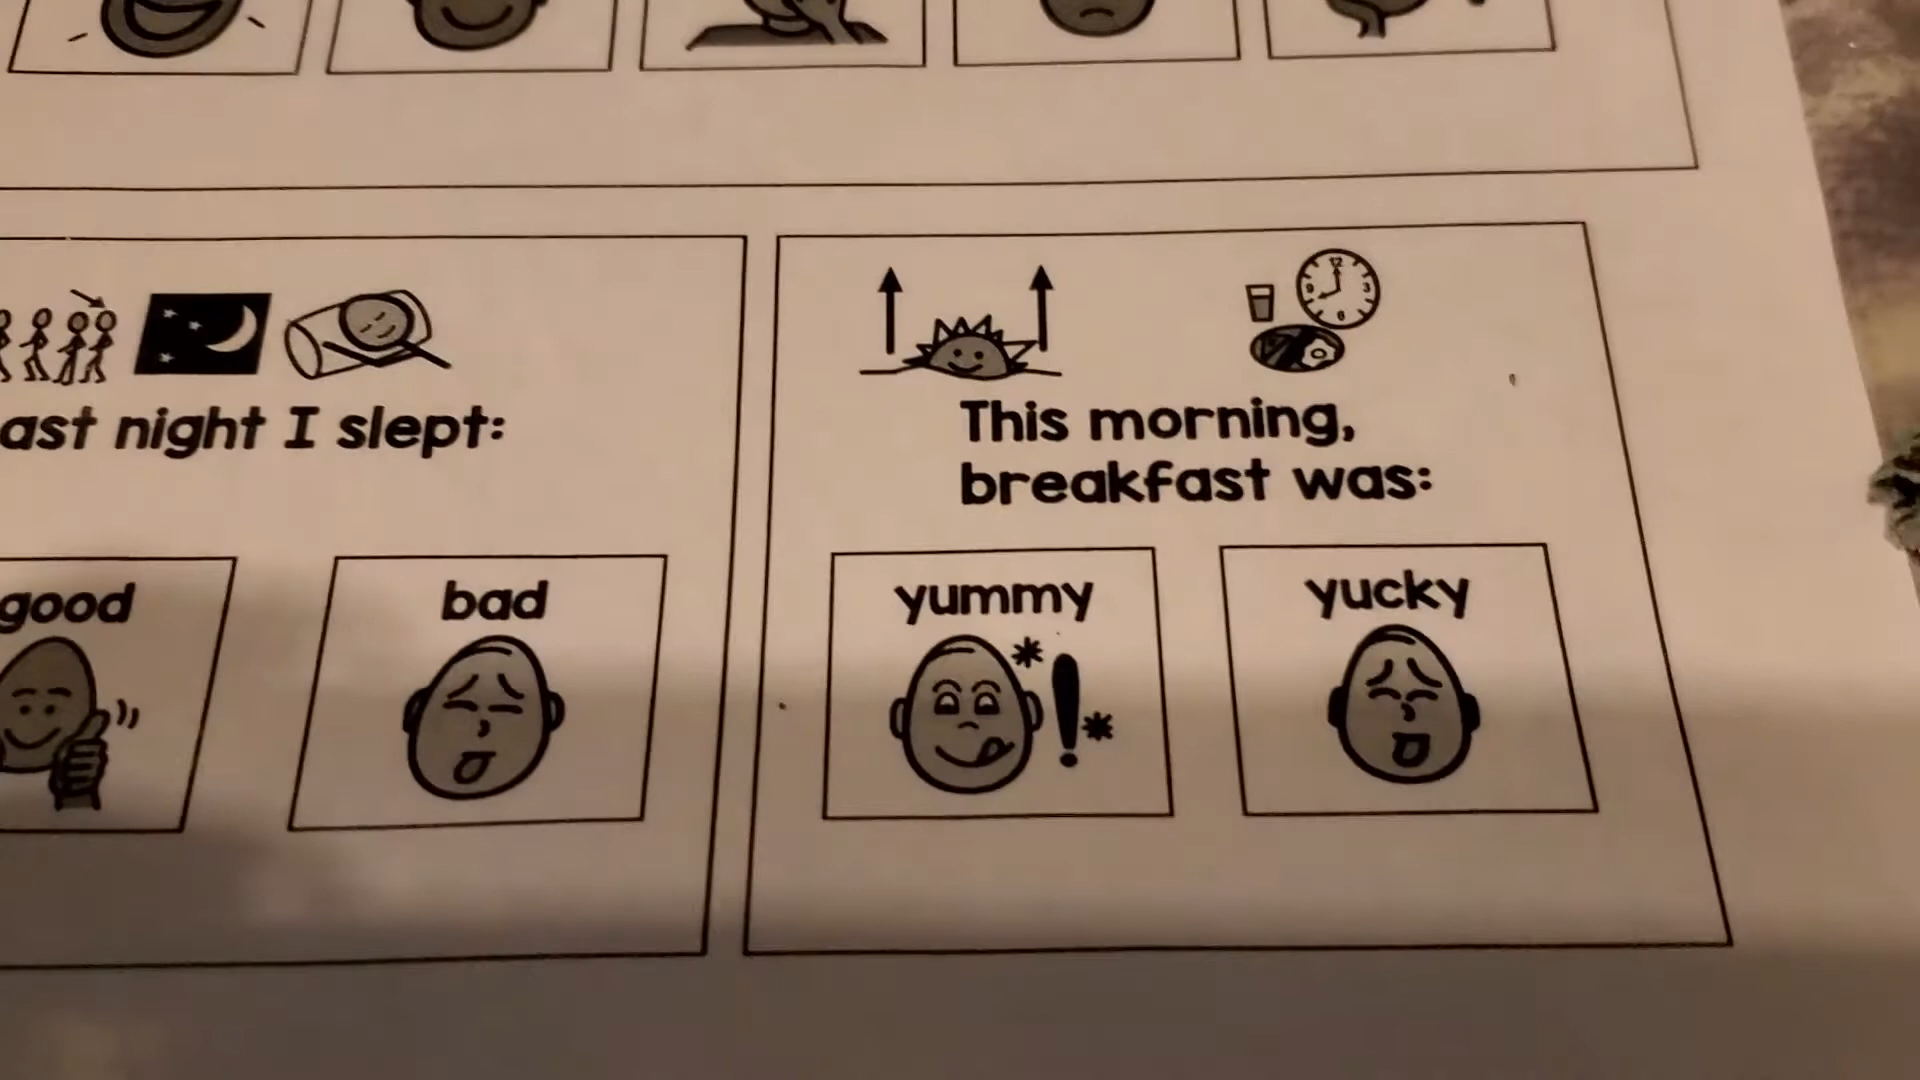 ast night I slept:
good
bad
This morning,
breakfast was:
yummy
yucky